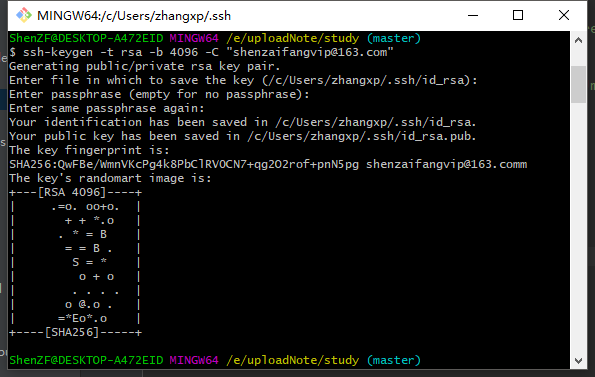 MINGW64:/c/Users/zhangxp/.ssh
ShenZF@DESKTOP-A472EID MINGW64 /e/uploadNote/study (master)
$ ssh-keygen -t rsa -b 4096 -C "shenzaifangvip@163.com"
Generating public/private rsa key pair.
Enter file in which to save the key (/c/Users/zhangxp/.ssh/id_rsa):
Enter passphrase (empty for no passphrase):
Enter same passphrase again:
Your identification has been saved in /c/Users/zhangxp/.ssh/id_rsa.
Your public key has been saved in /c/Users/zhangxp/.ssh/id_rsa.pub.
The key fingerprint is:
SHA256:QwFBe/WmnVKcPg4k8PbClRVOCN7+qg2O2rof+pnN5pg shenzaifangvip@163.comm
The key's randomart image is:
+---[RSA 4096]----+
|     .=o. oo+o.  |
|       + + *.o   |
|      . * = B    |
|       = = B .   |
|        S = *    |
|         o + o   |
|        . . . .  |
|       o @.o .   |
|      =*Eo*.o    |
+----[SHA256]-----+
ShenZF@DESKTOP-A472EID MINGW64 /e/uploadNote/study (master)